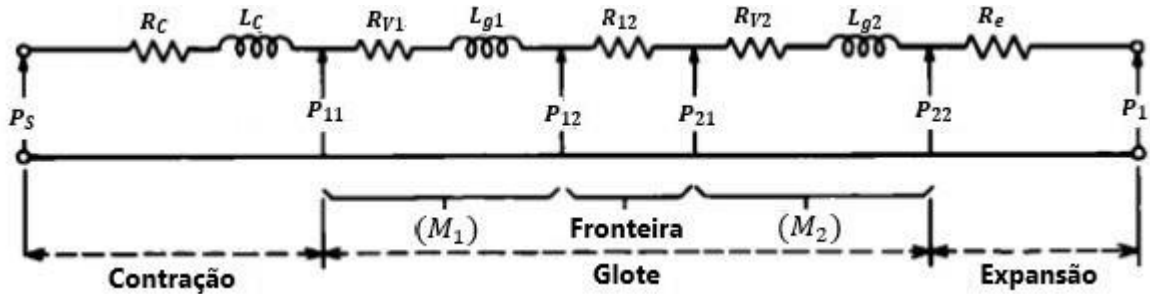 R_C L_C R_V1 L_g1 R_12 R_V2 L_g2 R_e
P_S P_11 P_12 P_21 P_22 P_1
(M_1) Fronteira (M_2)
Contração Glote Expansão